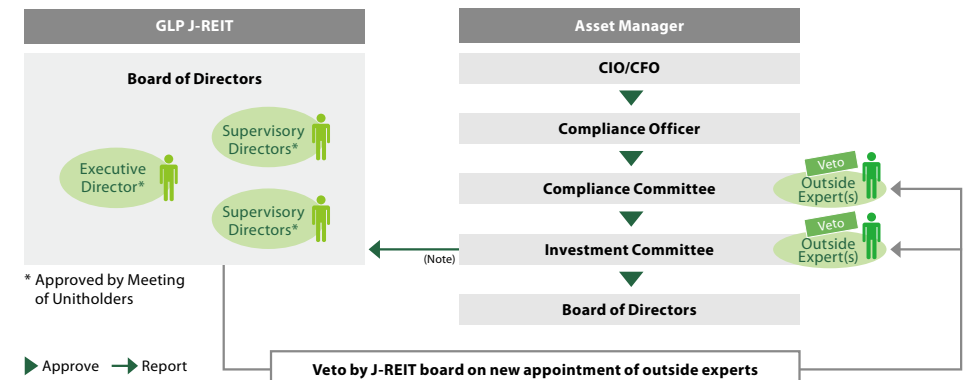 GLP J-REIT
Board of Directors
Supervisory
Directors*
Executive
Director*
Supervisory
Directors*
* Approved by Meeting
of Unitholders
Approve
Report
(Note)
Asset Manager
CIO/CFO
Compliance Officer
Compliance Committee
Veto
Outside
Expert(s)
Investment Committee
Veto
Outside
Expert(s)
Board of Directors
Veto by J-REIT board on new appointment of outside experts